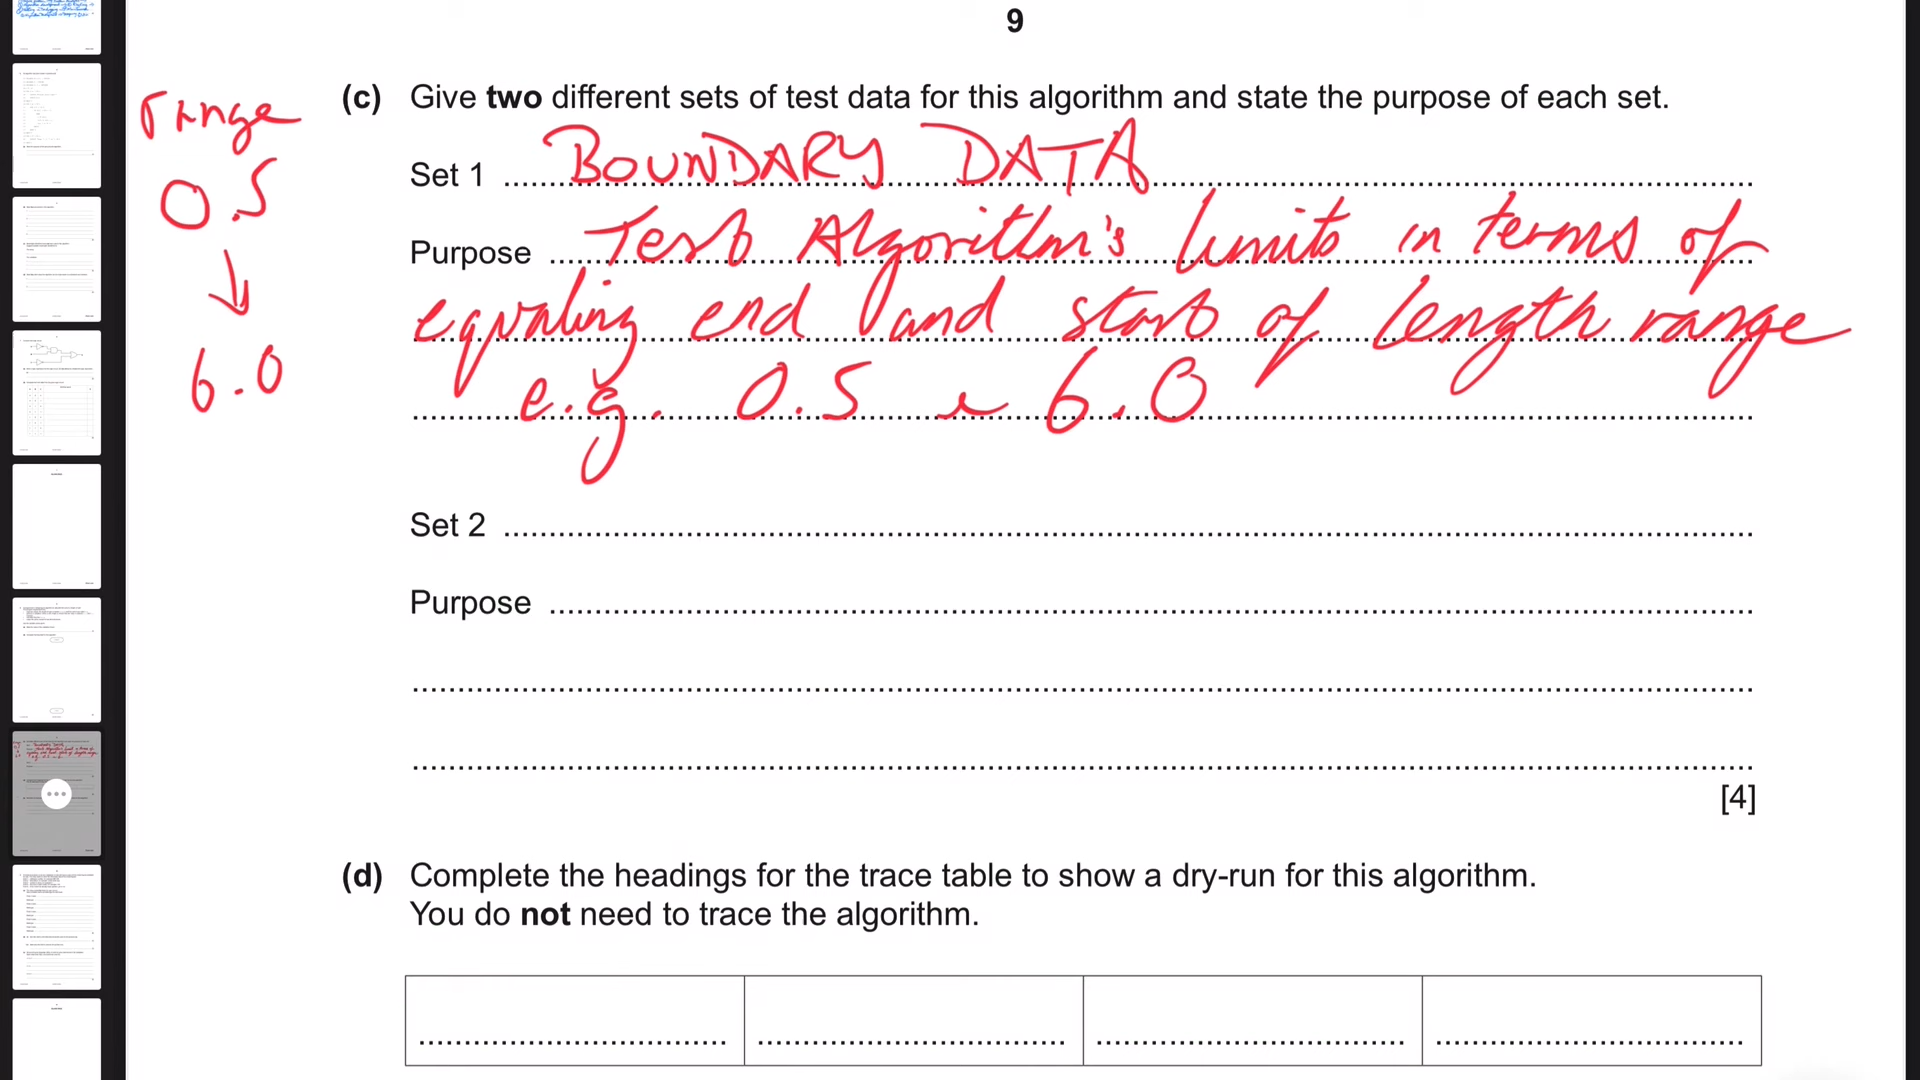 9
range
0.5
6.0
(c) Give two different sets of test data for this algorithm and state the purpose of each set.
Set 1 BOUNDARY DATA
Purpose Test Algorithm's limits in terms of
equaling end and start of length range
e.g. 0.5 6.0
Set 2
Purpose
[4]
(d) Complete the headings for the trace table to show a dry-run for this algorithm.
You do not need to trace the algorithm.